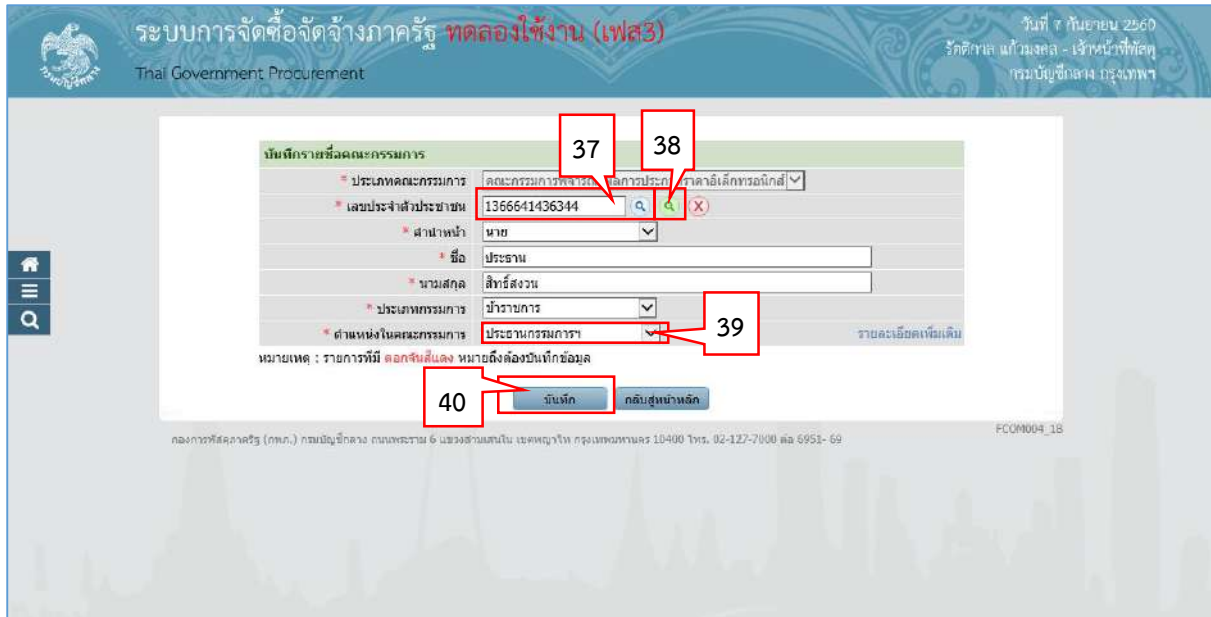 ระบบการจัดซื้อจัดจ้างภาครัฐ ทดลองใช้งาน (เฟส3)
Thai Government Procurement
วันที่ 7 กันยายน 2560
แก้วมงคล - เจ้าหน้าที่พัสดุ
กรมบัญชีกลาง กรุงเทพฯ
กรมบัญชีกลาง
37
38
บันทึกรายชื่อคณะกรรมการ
* ประเภทคณะกรรมการ
* เลขประจำตัวประชาชน 1366641436344
* คำนำหน้า นาย
* ชื่อ ประธาน
* นามสกุล สิทธิ์สงวน
* ประเภทกรรมการ ข้าราชการ
* ตำแหน่งในคณะกรรมการ ประธานกรรมการฯ 39 รายละเอียดเพิ่มเติม
หมายเหตุ : รายการที่มี ดอกจันสีแดง หมายถึงต้องบันทึกข้อมูล
40 บันทึก กลับสู่หน้าหลัก
กองการพัสดุภาครัฐ (กพภ.) กรมบัญชีกลาง ถนนพระราม 6 แขวงสามเสนใน เขตพญาไท กรุงเทพมหานคร 10400 โทร. 02-127-7000 ต่อ 6951- 69
FCOM004_18